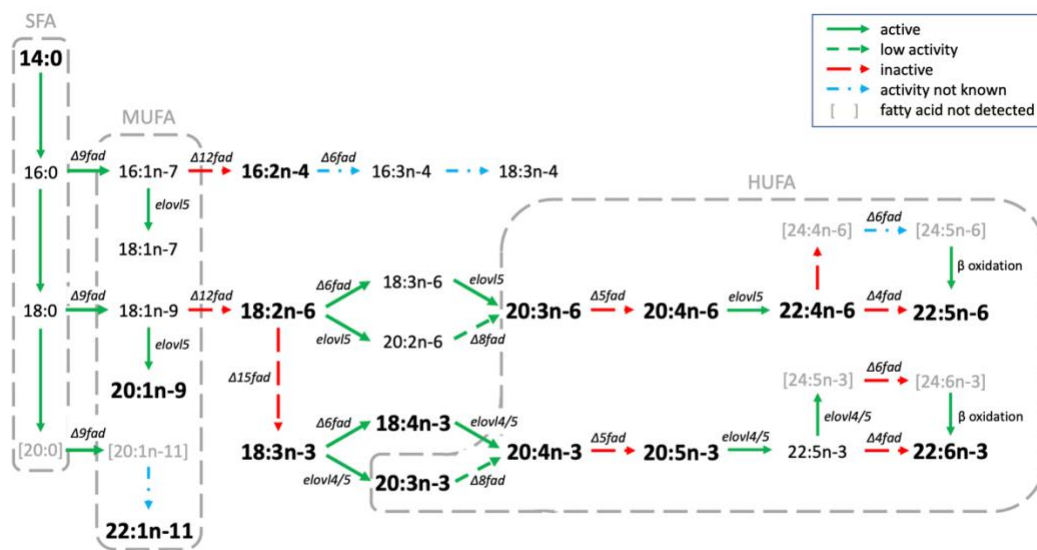 SFA
14:0
active
low activity
inactive
activity not known
[ ] fatty acid not detected
MUFA
HUFA
Δ9fad Δ12fad Δ6fad
16:0 16:1n-7 16:2n-4 16:3n-4 18:3n-4
elovl5
18:1n-7
Δ6fad
[24:4n-6] [24:5n-6]
Δ6fad 18:3n-6 elovl5
β oxidation
Δ9fad Δ12fad Δ5fad elovl5 Δ4fad
18:0 18:1n-9 18:2n-6 20:3n-6 20:4n-6 22:4n-6 22:5n-6
elovl5 elovl5 20:2n-6 Δ8fad
20:1n-9
Δ15fad
Δ6fad
[24:5n-3] [24:6n-3]
Δ6fad 18:4n-3 elovl4/5
elovl4/5 β oxidation
Δ9fad Δ5fad elovl4/5 Δ4fad
[20:0] [20:1n-11] 18:3n-3 20:4n-3 20:5n-3 22:5n-3 22:6n-3
elovl4/5 20:3n-3 Δ8fad
22:1n-11